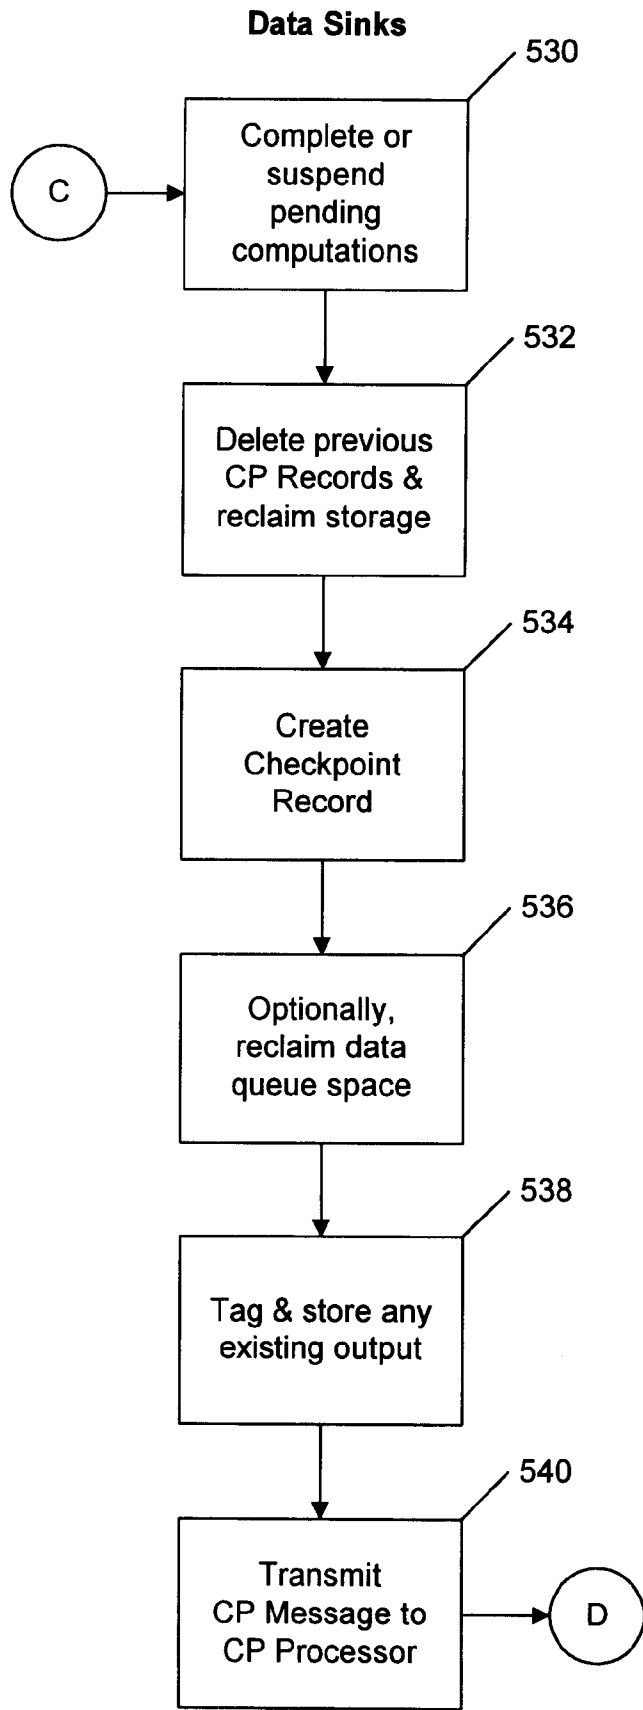 Data Sinks
530
C
Complete or
suspend
pending
computations
532
Delete previous
CP Records &
reclaim storage
534
Create
Checkpoint
Record
536
Optionally,
reclaim data
queue space
538
Tag & store any
existing output
540
Transmit
CP Message to
CP Processor
D